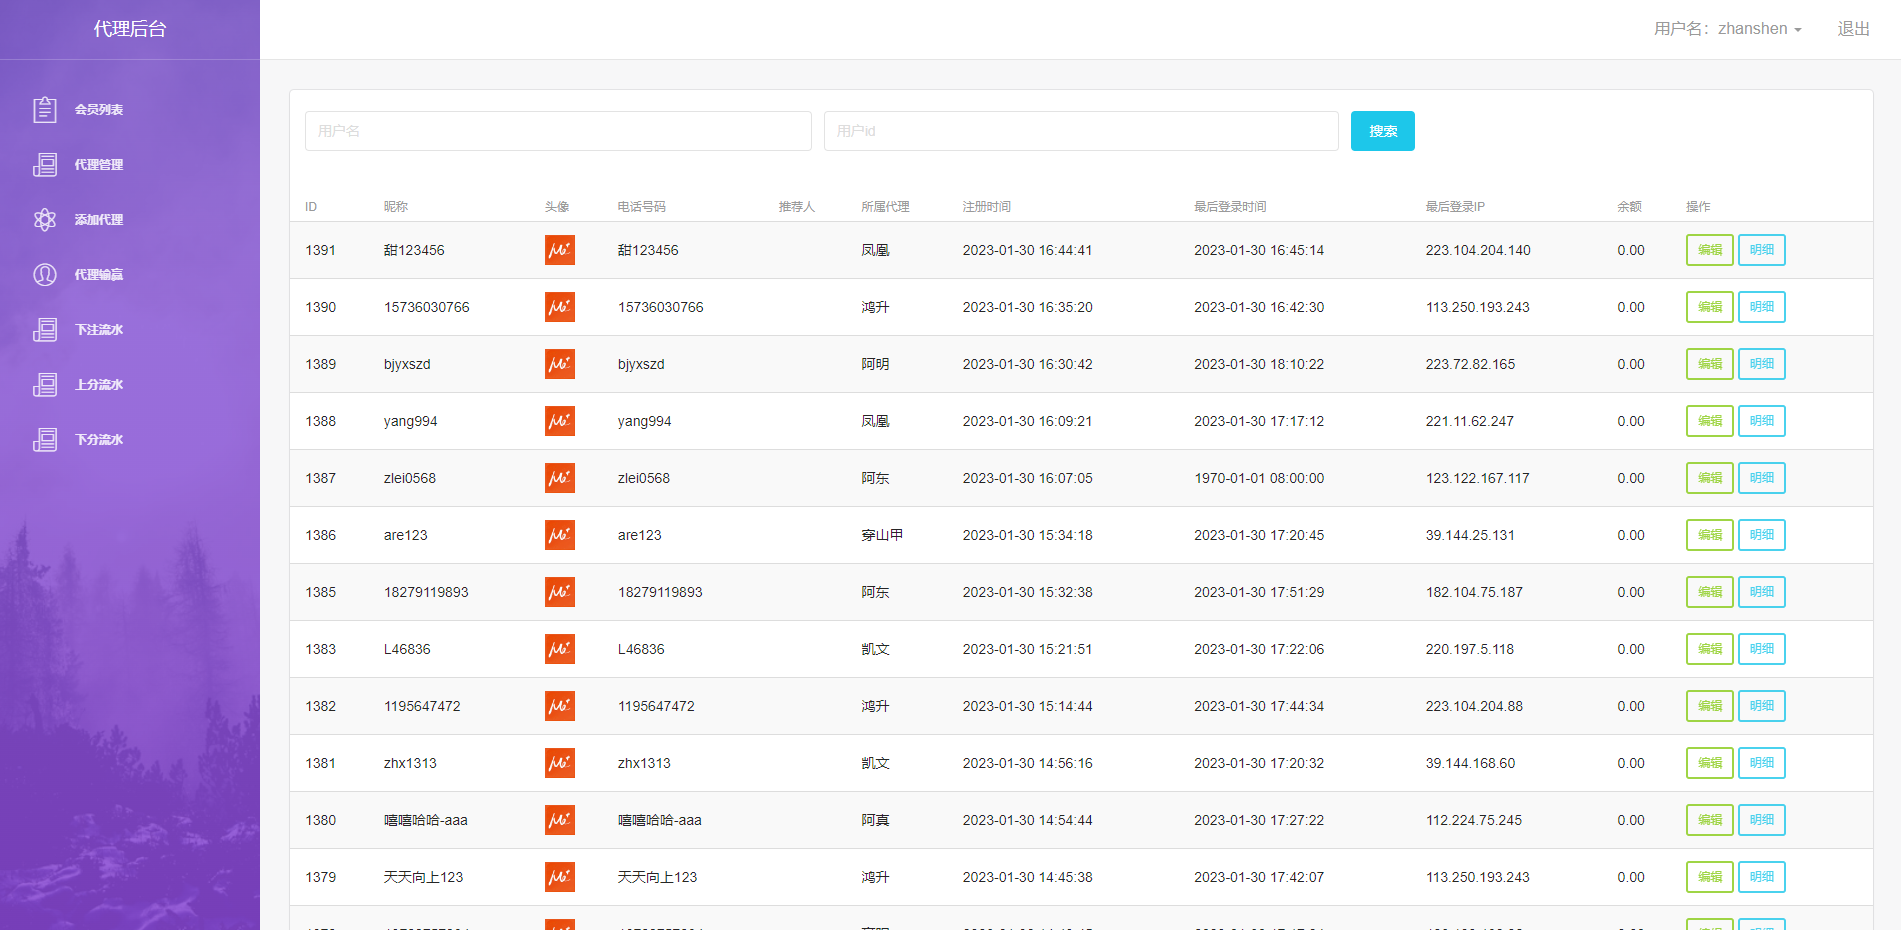 代理后台
用户名：zhanshen
退出
会员列表
代理管理
添加代理
代理输赢
下注流水
上分流水
下分流水
用户名
用户id
搜索
ID 昵称 头像 电话号码 推荐人 所属代理 注册时间 最后登录时间 最后登录IP 余额 操作
1391 甜123456 甜123456 凤凰 2023-01-30 16:44:41 2023-01-30 16:45:14 223.104.204.140 0.00 编辑 明细
1390 15736030766 15736030766 鸿升 2023-01-30 16:35:20 2023-01-30 16:42:30 113.250.193.243 0.00 编辑 明细
1389 bjyxszd bjyxszd 阿明 2023-01-30 16:30:42 2023-01-30 18:10:22 223.72.82.165 0.00 编辑 明细
1388 yang994 yang994 凤凰 2023-01-30 16:09:21 2023-01-30 17:17:12 221.11.62.247 0.00 编辑 明细
1387 zlei0568 zlei0568 阿东 2023-01-30 16:07:05 1970-01-01 08:00:00 123.122.167.117 0.00 编辑 明细
1386 are123 are123 穿山甲 2023-01-30 15:34:18 2023-01-30 17:20:45 39.144.25.131 0.00 编辑 明细
1385 18279119893 18279119893 阿东 2023-01-30 15:32:38 2023-01-30 17:51:29 182.104.75.187 0.00 编辑 明细
1383 L46836 L46836 凯文 2023-01-30 15:21:51 2023-01-30 17:22:06 220.197.5.118 0.00 编辑 明细
1382 1195647472 1195647472 鸿升 2023-01-30 15:14:44 2023-01-30 17:44:34 223.104.204.88 0.00 编辑 明细
1381 zhx1313 zhx1313 凯文 2023-01-30 14:56:16 2023-01-30 17:20:32 39.144.168.60 0.00 编辑 明细
1380 嘻嘻哈哈-aaa 嘻嘻哈哈-aaa 阿真 2023-01-30 14:54:44 2023-01-30 17:27:22 112.224.75.245 0.00 编辑 明细
1379 天天向上123 天天向上123 鸿升 2023-01-30 14:45:38 2023-01-30 17:42:07 113.250.193.243 0.00 编辑 明细